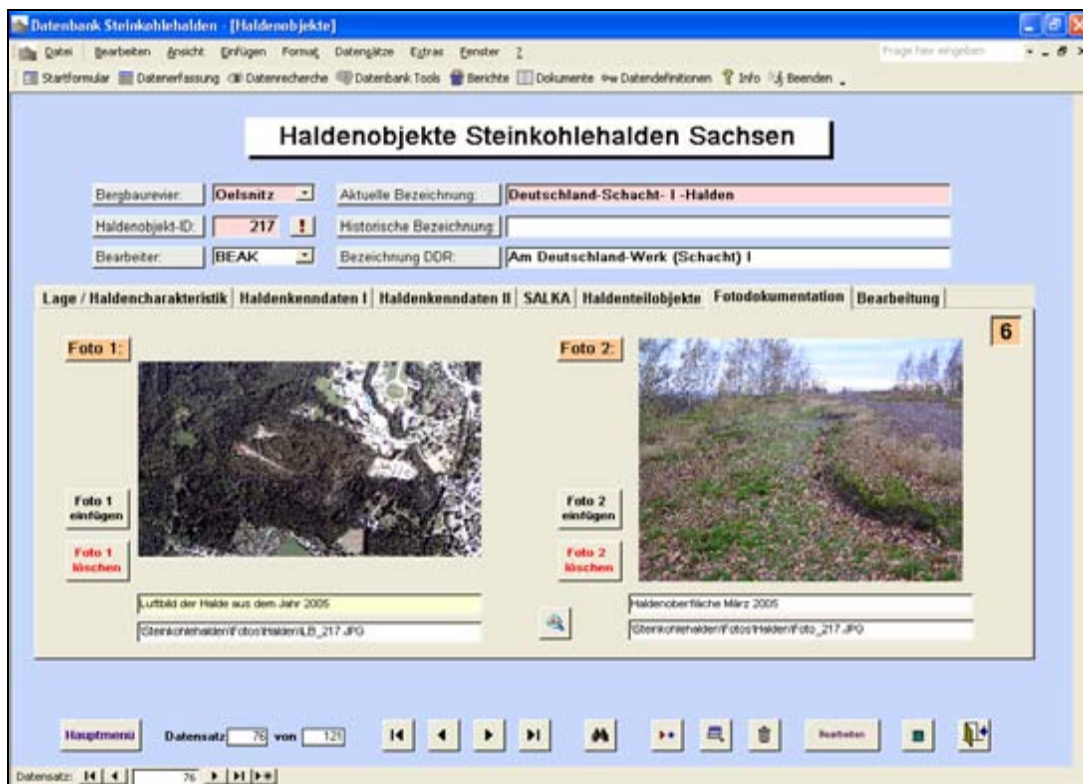 Datenbank Steinkohlehalden - [Haldenobjekte]
Datei Bearbeiten Ansicht Einfügen Format Datensätze Extras Fenster ? Frage hier eingeben
Startformular Datenerfassung Datenrecherche Datenbank Tools Berichte Dokumente Datendefinitionen Info Beenden
Haldenobjekte Steinkohlehalden Sachsen
Bergbaurevier: Oelsnitz Aktuelle Bezeichnung: Deutschland-Schacht- I -Halden
Haldenobjekt-ID: 217 ! Historische Bezeichnung:
Bearbeiter: BEAK Bezeichnung DDR: Am Deutschland-Werk (Schacht) I
Lage / Haldencharakteristik Haldenkenndaten I Haldenkenndaten II SALKA Haldenteilobjekte Fotodokumentation Bearbeitung
6
Foto 1: Foto 2:
Foto 1 einfügen Foto 2 einfügen
Foto 1 löschen Foto 2 löschen
Luftbild der Halde aus dem Jahr 2005 Haldenoberfläche März 2005
\Steinkohlehalden\Fotos\Halden\LB_217.JPG \Steinkohlehalden\Fotos\Halden\Foto_217.JPG
Hauptmenü Datensatz 76 von 121 Bearbeiten
Datensatz: 76